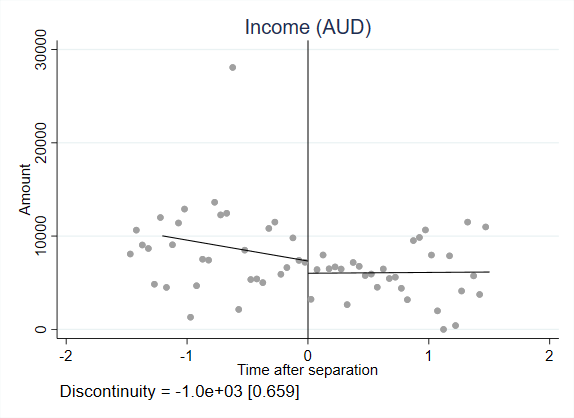 Income (AUD)
30000
20000
10000
0
Amount
-2 -1 0 1 2
Time after separation
Discontinuity = -1.0e+03 [0.659]